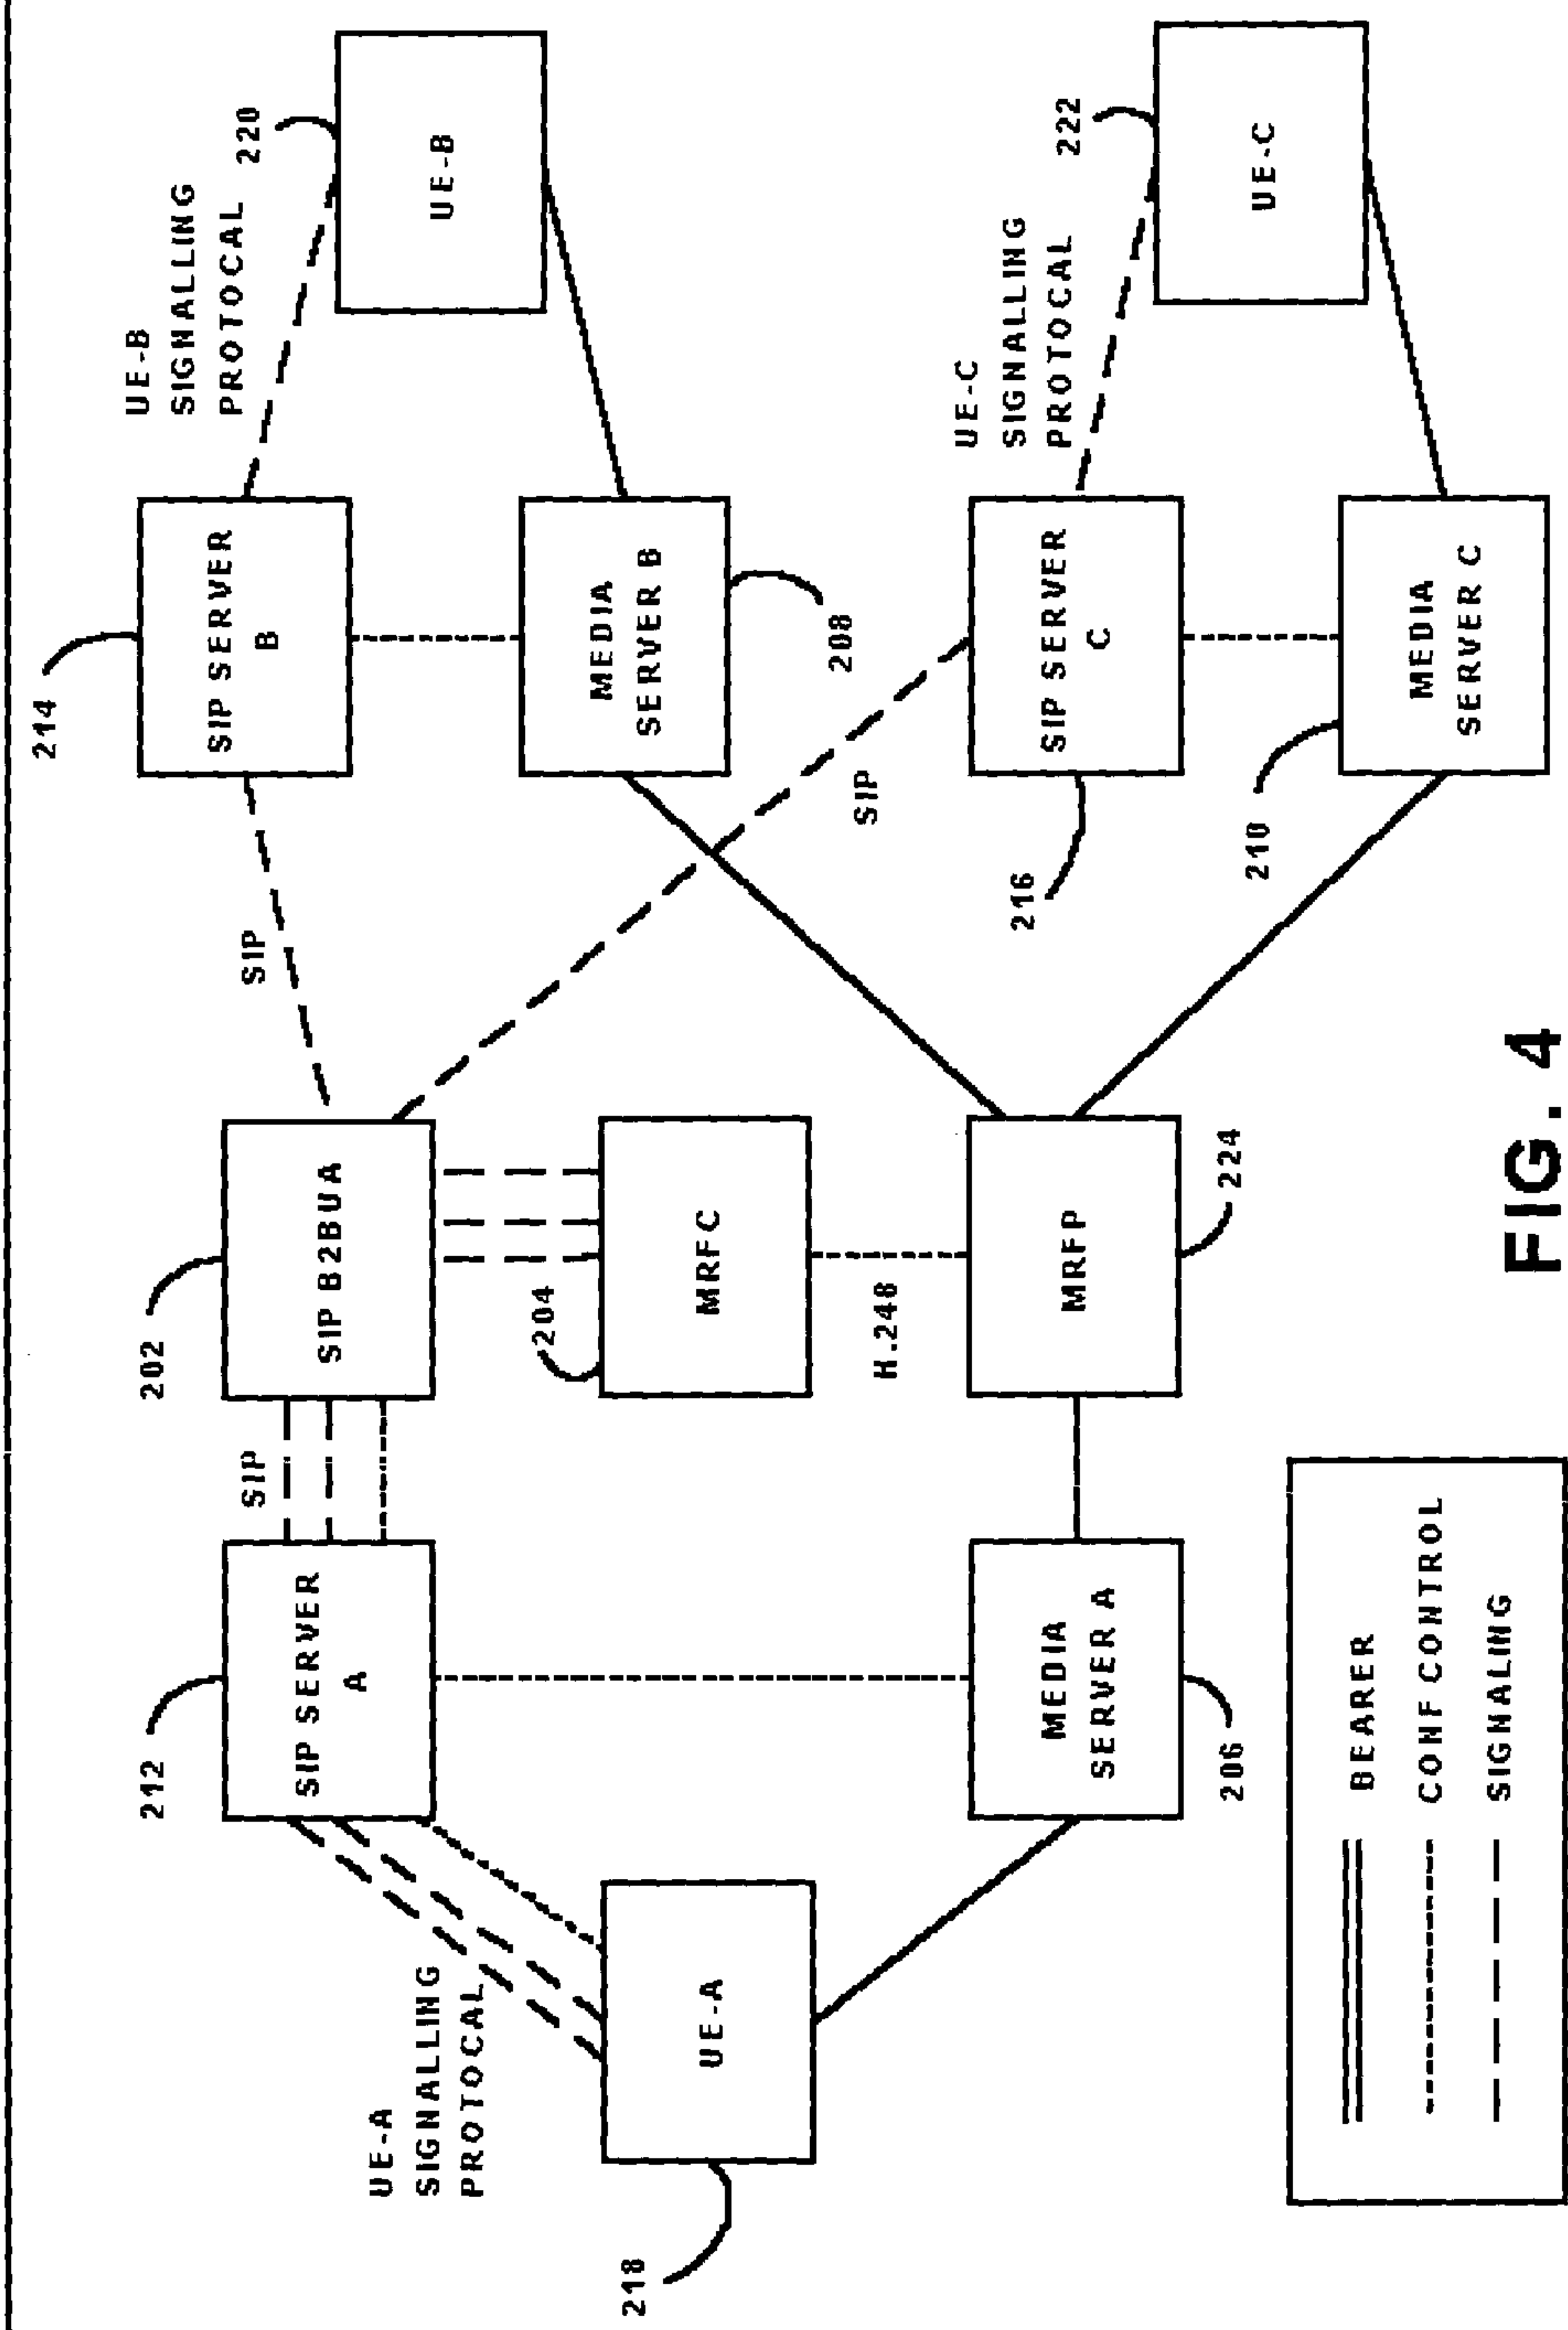 214
SIP SERVER
B
UE-B
SIGNALLING
PROTOCAL
220
UE-B
SIP
202
SIP B2BUA
SIP
212
SIP SERVER
A
UE-A
SIGNALLING
PROTOCAL
218
UE-A
204
MRFC
H.248
MEDIA
SERVER B
208
SIP
216
SIP SERVER
C
UE-C
SIGNALLING
PROTOCAL
222
UE-C
MEDIA
SERVER A
206
MRFP
224
210
MEDIA
SERVER C
BEARER
CONF CONTROL
SIGNALING
FIG. 4